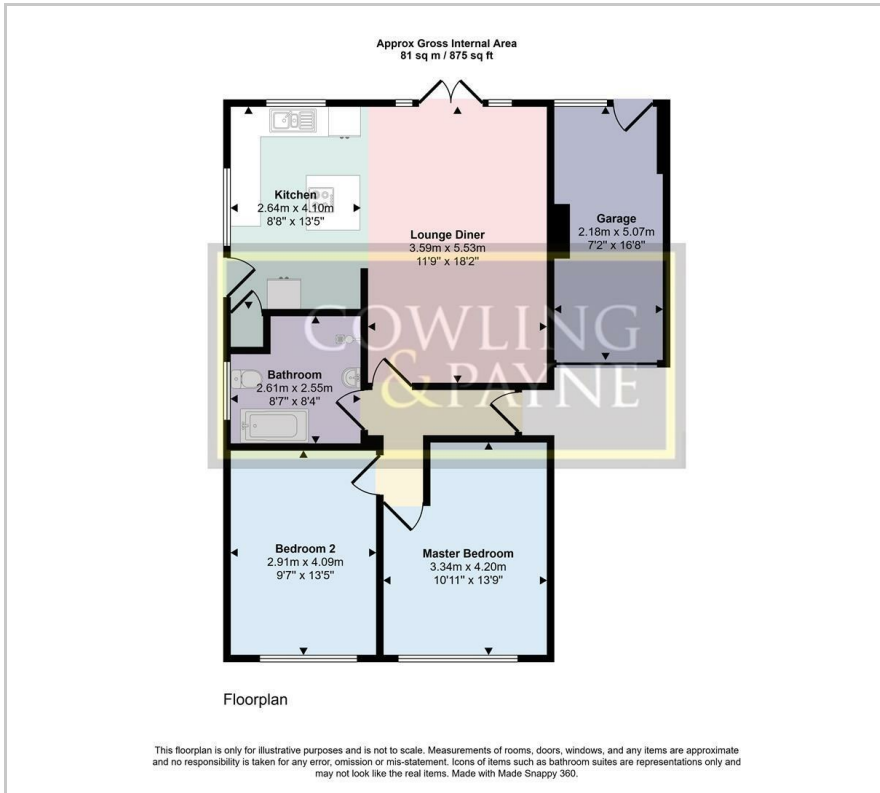 Approx Gross Internal Area
81 sq m / 875 sq ft
Kitchen
2.64m x 4.10m
8'8" x 13'5"
Lounge Diner
3.59m x 5.53m
11'9" x 18'2"
Garage
2.18m x 5.07m
7'2" x 16'8"
COWLING
&PAYNE
Bathroom
2.61m x 2.55m
8'7" x 8'4"
Bedroom 2
2.91m x 4.09m
9'7" x 13'5"
Master Bedroom
3.34m x 4.20m
10'11" x 13'9"
Floorplan
This floorplan is only for illustrative purposes and is not to scale. Measurements of rooms, doors, windows, and any items are approximate
and no responsibility is taken for any error, omission or mis-statement. Icons of items such as bathroom suites are representations only and
may not look like the real items. Made with Made Snappy 360.